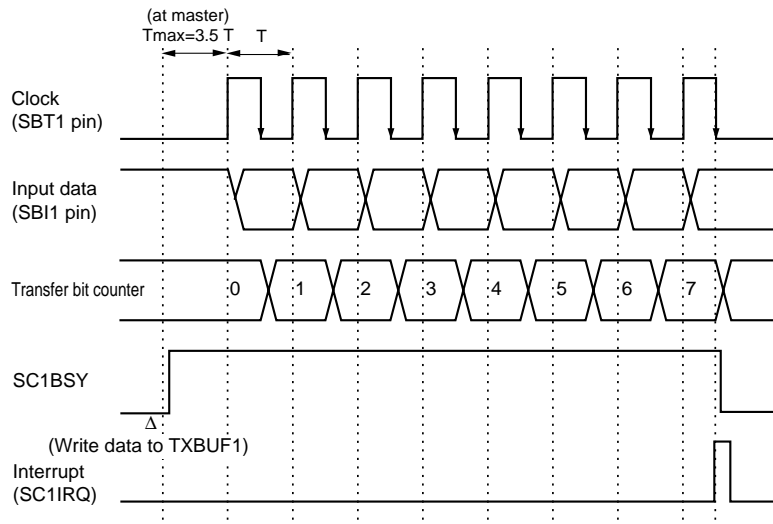 (at master)
Tmax=3.5 T T
Clock
(SBT1 pin)
Input data
(SBI1 pin)
Transfer bit counter 0 1 2 3 4 5 6 7
SC1BSY
Δ
(Write data to TXBUF1)
Interrupt
(SC1IRQ)